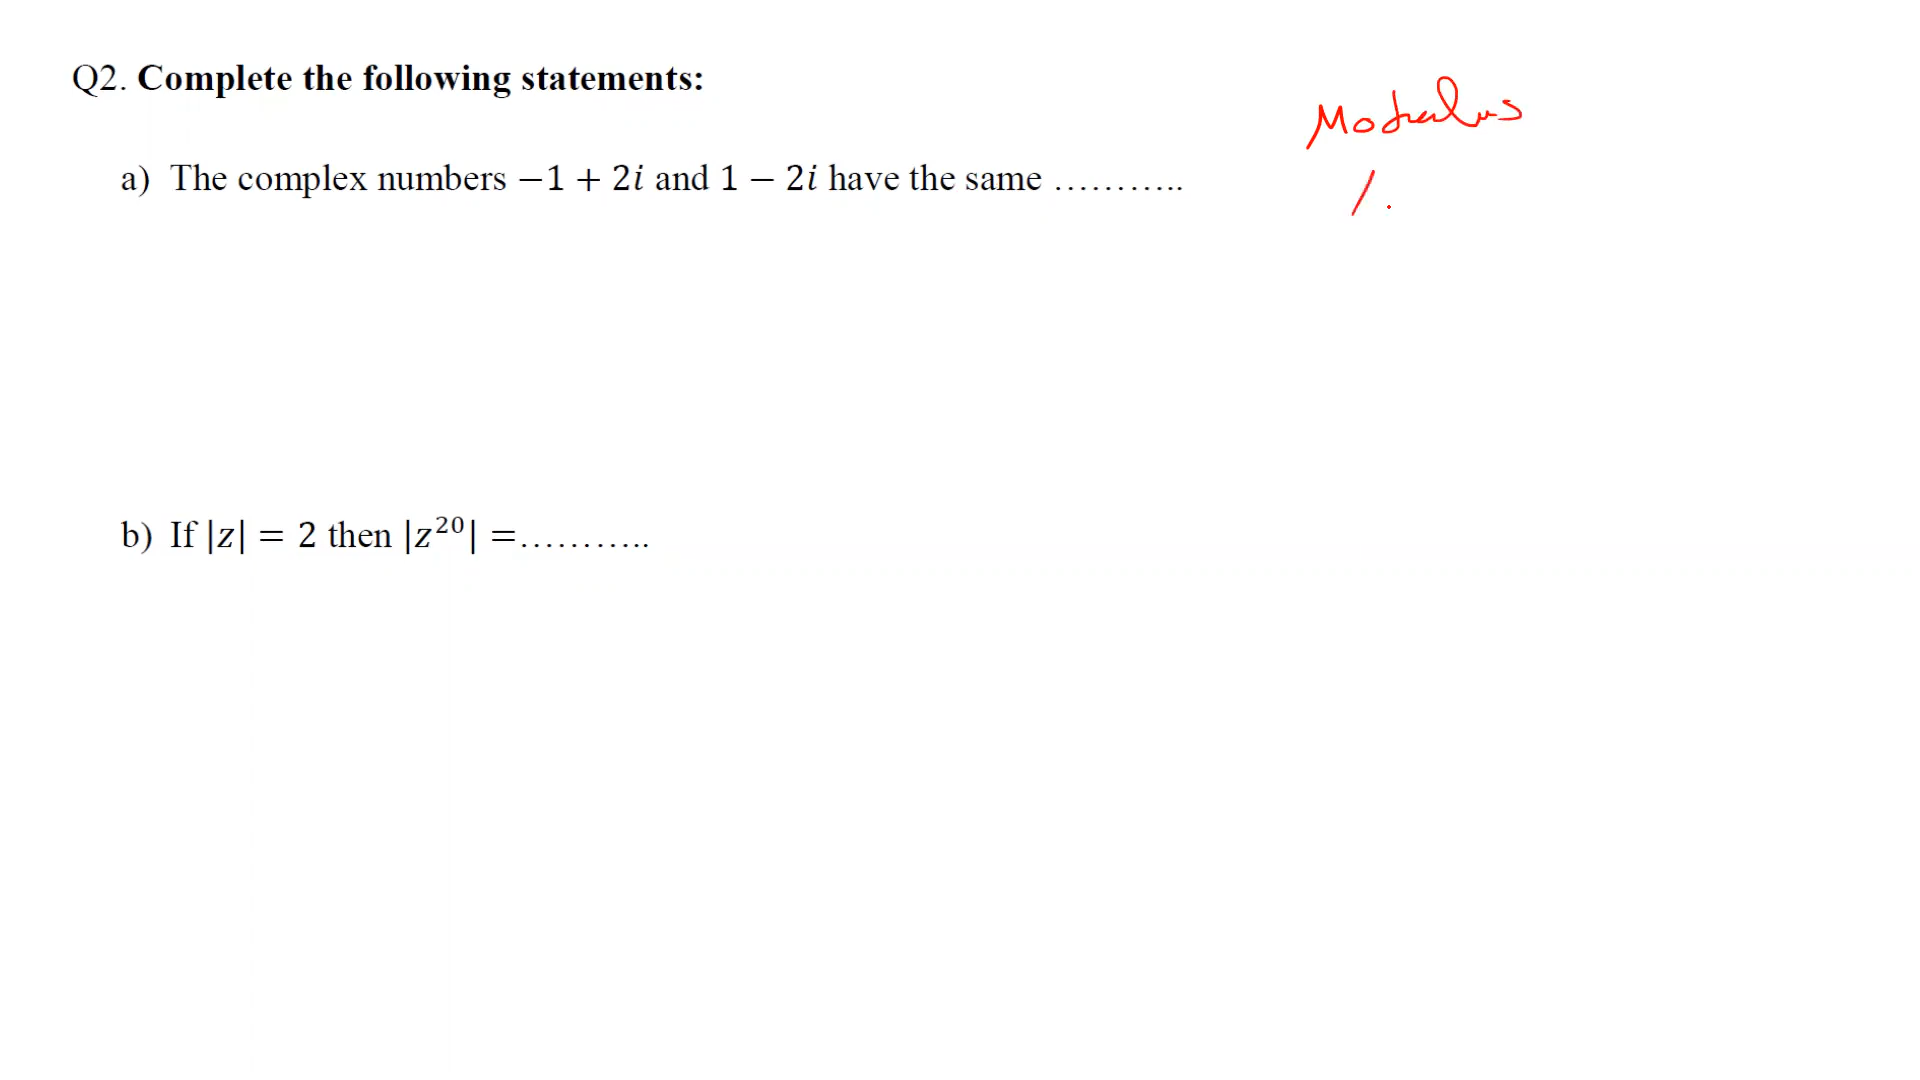 Q2. Complete the following statements:
Modulus
a) The complex numbers −1 + 2i and 1 − 2i have the same ………..
/ .
b) If |z| = 2 then |z²⁰| =………..